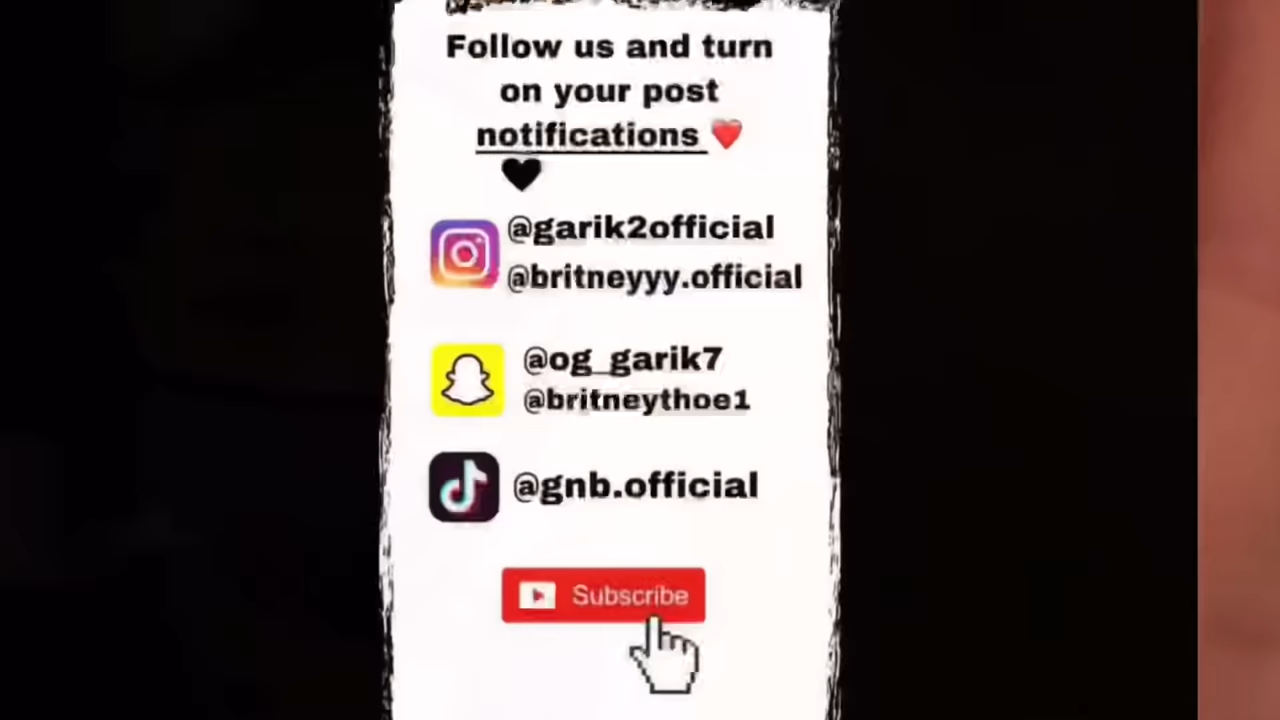 Follow us and turn
on your post
notifications ❤️
🖤
@garik2official
@britneyyy.official
@og_garik7
@britneythoe1
@gnb.official
Subscribe